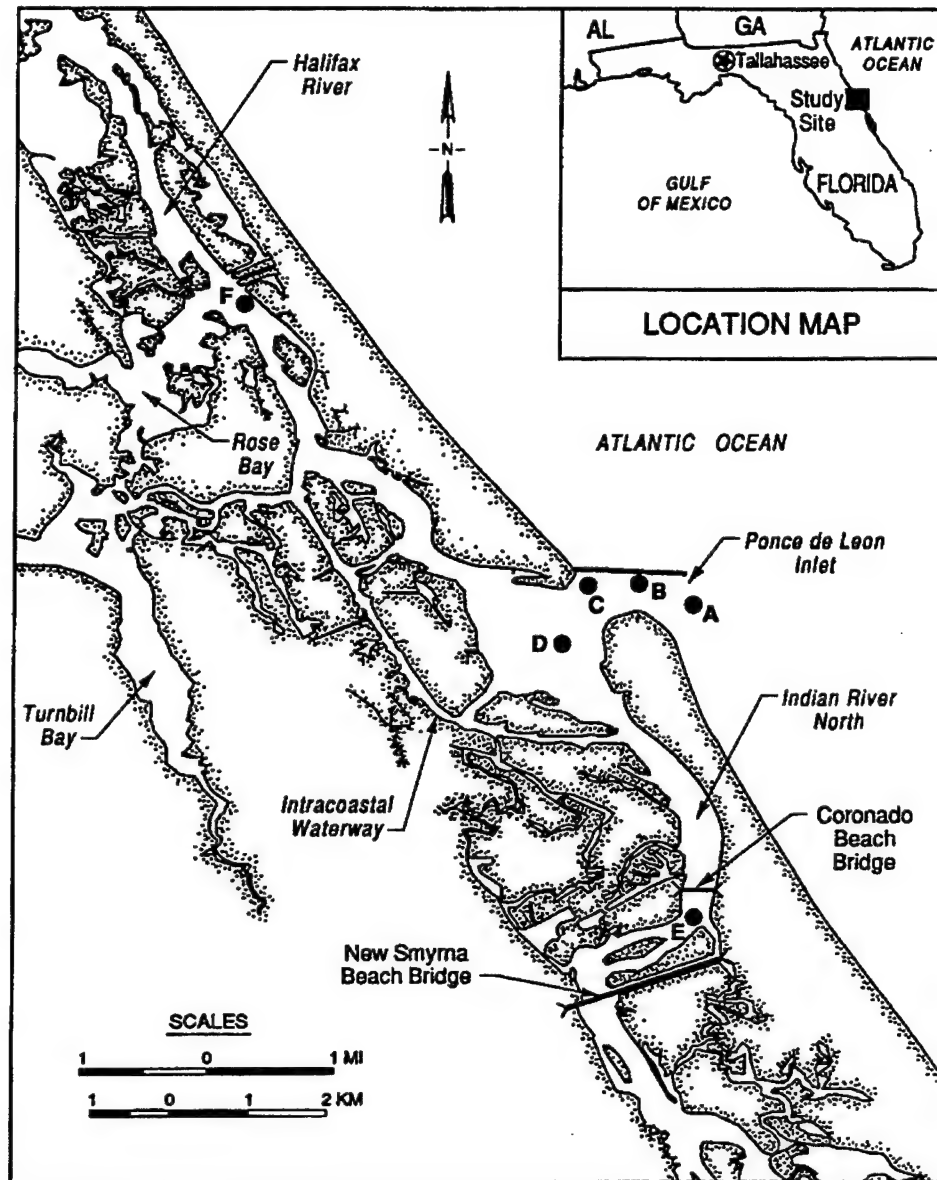 AL
GA
ATLANTIC
OCEAN
Tallahassee
Study
Site
FLORIDA
GULF
OF MEXICO
LOCATION MAP
Halifax
River
-N-
F
Rose
Bay
ATLANTIC OCEAN
Ponce de Leon
Inlet
C
B
A
D
Turnbill
Bay
Indian River
North
Intracoastal
Waterway
Coronado
Beach
Bridge
E
New Smyrna
Beach Bridge
SCALES
1 0 1 MI
1 0 1 2 KM